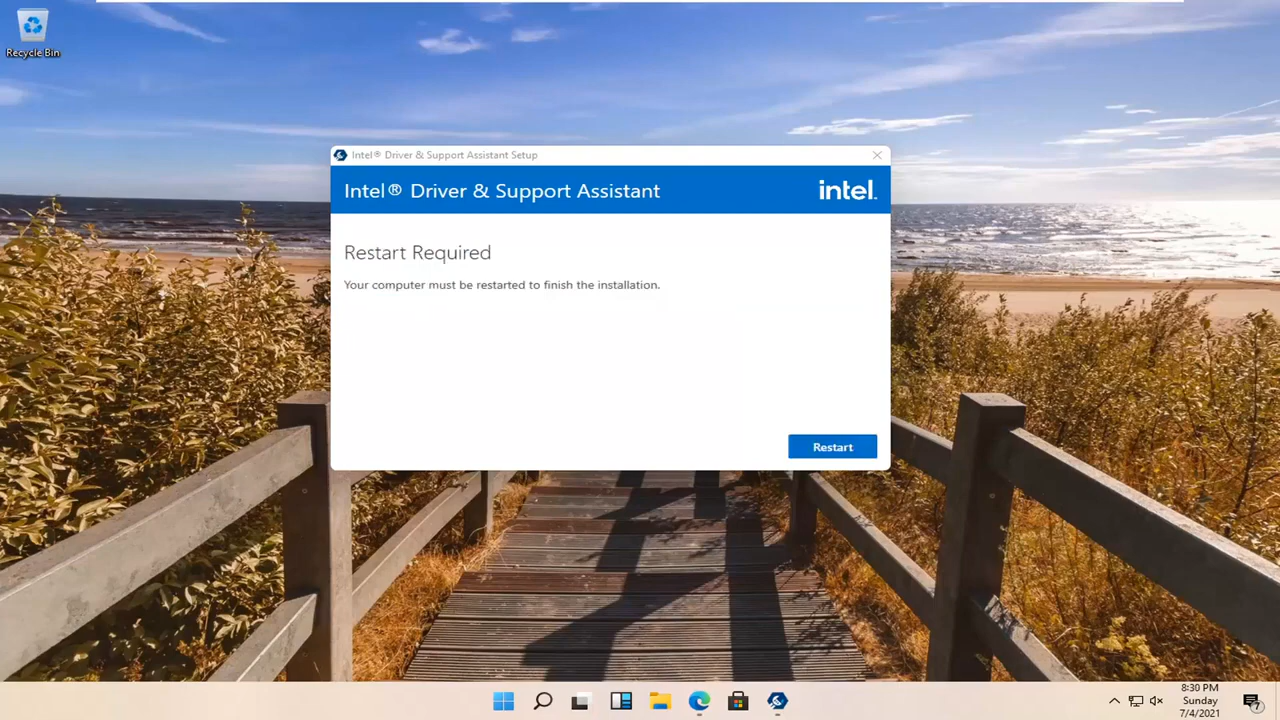 Recycle Bin
Intel® Driver & Support Assistant Setup
Intel® Driver & Support Assistant
intel.
Restart Required
Your computer must be restarted to finish the installation.
Restart
8:30 PM
Sunday
7/4/2021
7